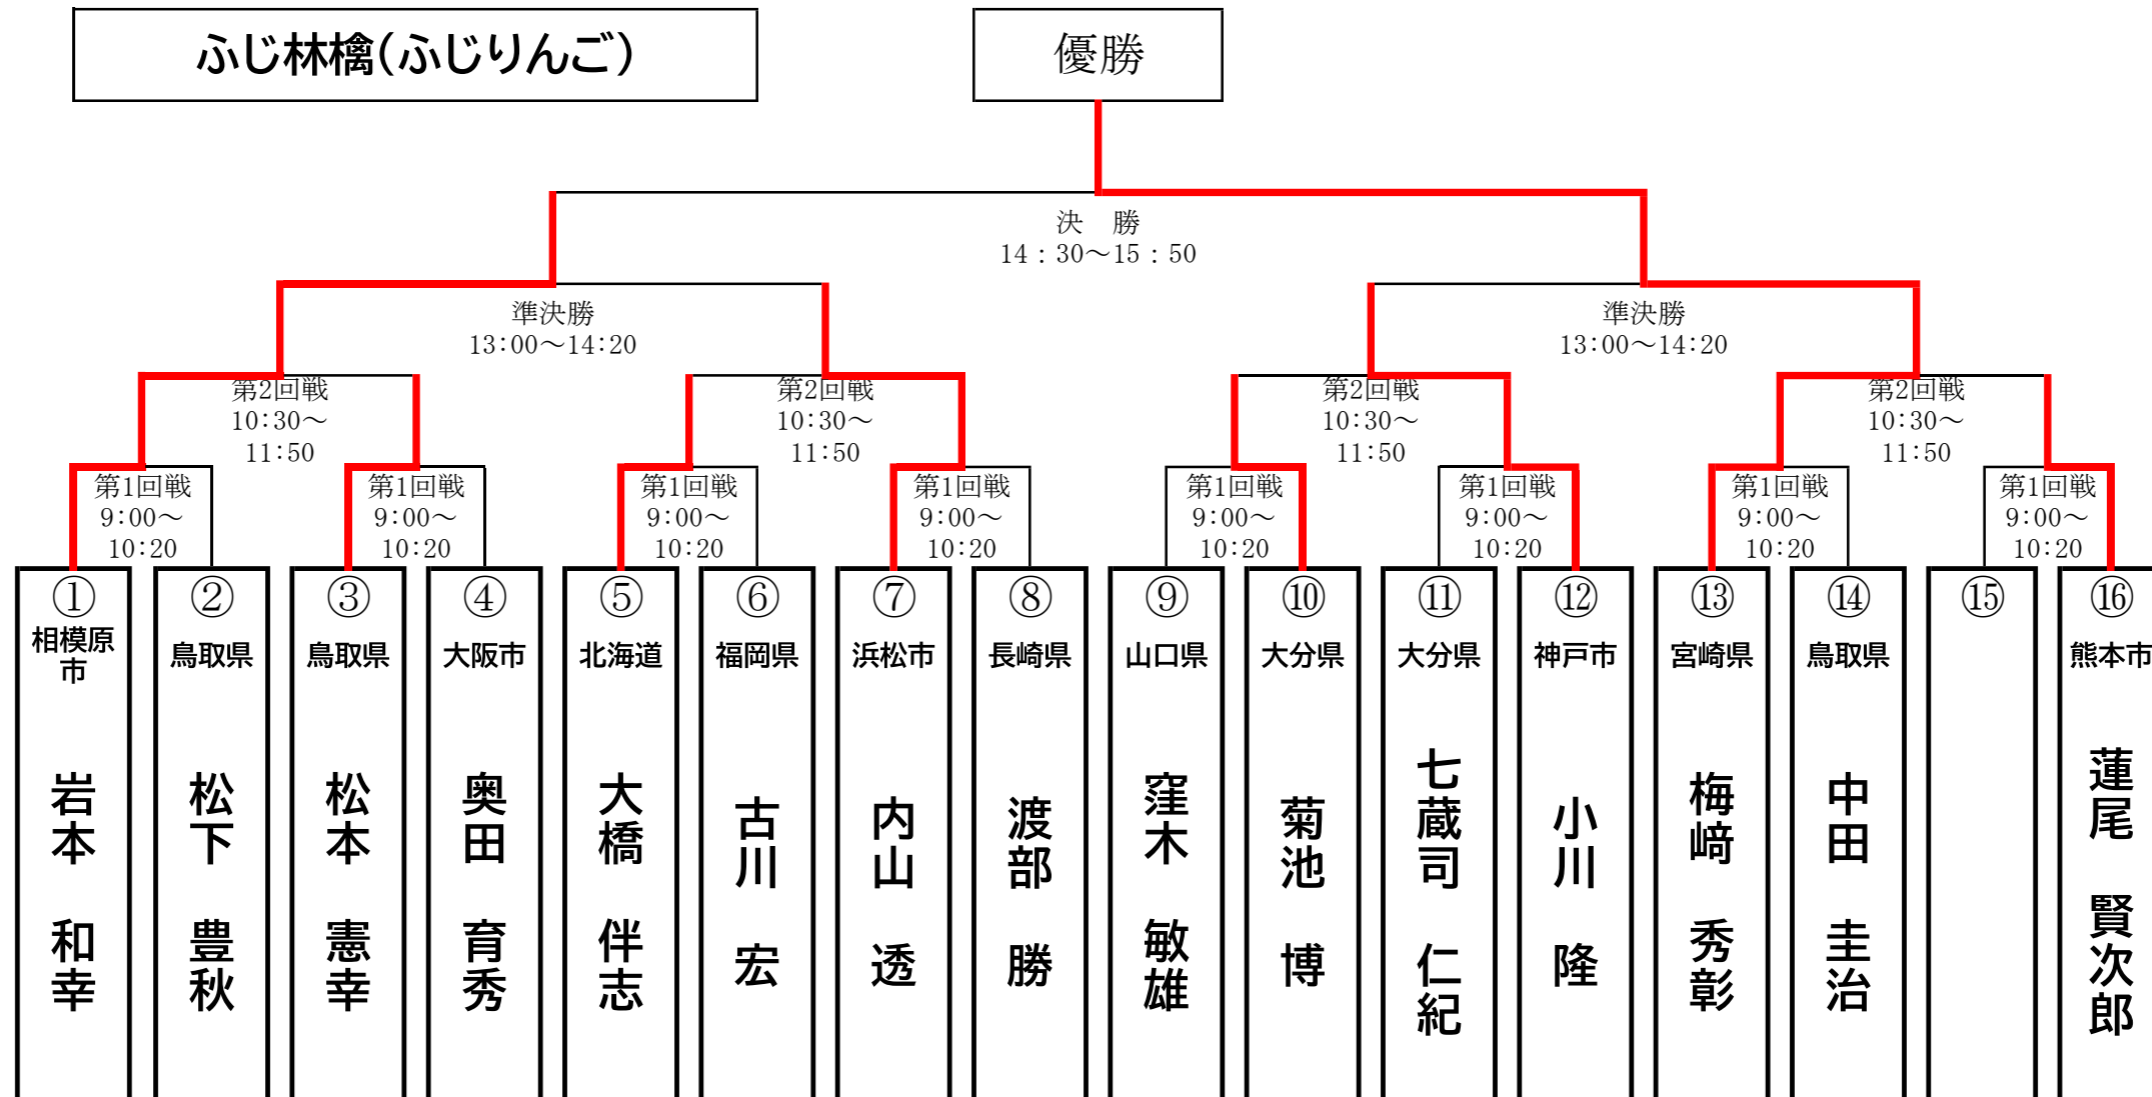 ふじ林檎(ふじりんご)
優勝
決　勝
14：30～15：50
準決勝
13:00～14:20
準決勝
13:00～14:20
第2回戦
10:30～
11:50
第2回戦
10:30～
11:50
第2回戦
10:30～
11:50
第2回戦
10:30～
11:50
第1回戦
9:00～
10:20
第1回戦
9:00～
10:20
第1回戦
9:00～
10:20
第1回戦
9:00～
10:20
第1回戦
9:00～
10:20
第1回戦
9:00～
10:20
第1回戦
9:00～
10:20
第1回戦
9:00～
10:20
①
相模原
市
岩本　和幸
②
鳥取県
松下　豊秋
③
鳥取県
松本　憲幸
④
大阪市
奥田　育秀
⑤
北海道
大橋　伴志
⑥
福岡県
古川　宏
⑦
浜松市
内山　透
⑧
長崎県
渡部　勝
⑨
山口県
窪木　敏雄
⑩
大分県
菊池　博
⑪
大分県
七蔵司　仁紀
⑫
神戸市
小川　隆
⑬
宮崎県
梅﨑　秀彰
⑭
鳥取県
中田　圭治
⑮
⑯
熊本市
蓮尾　賢次郎